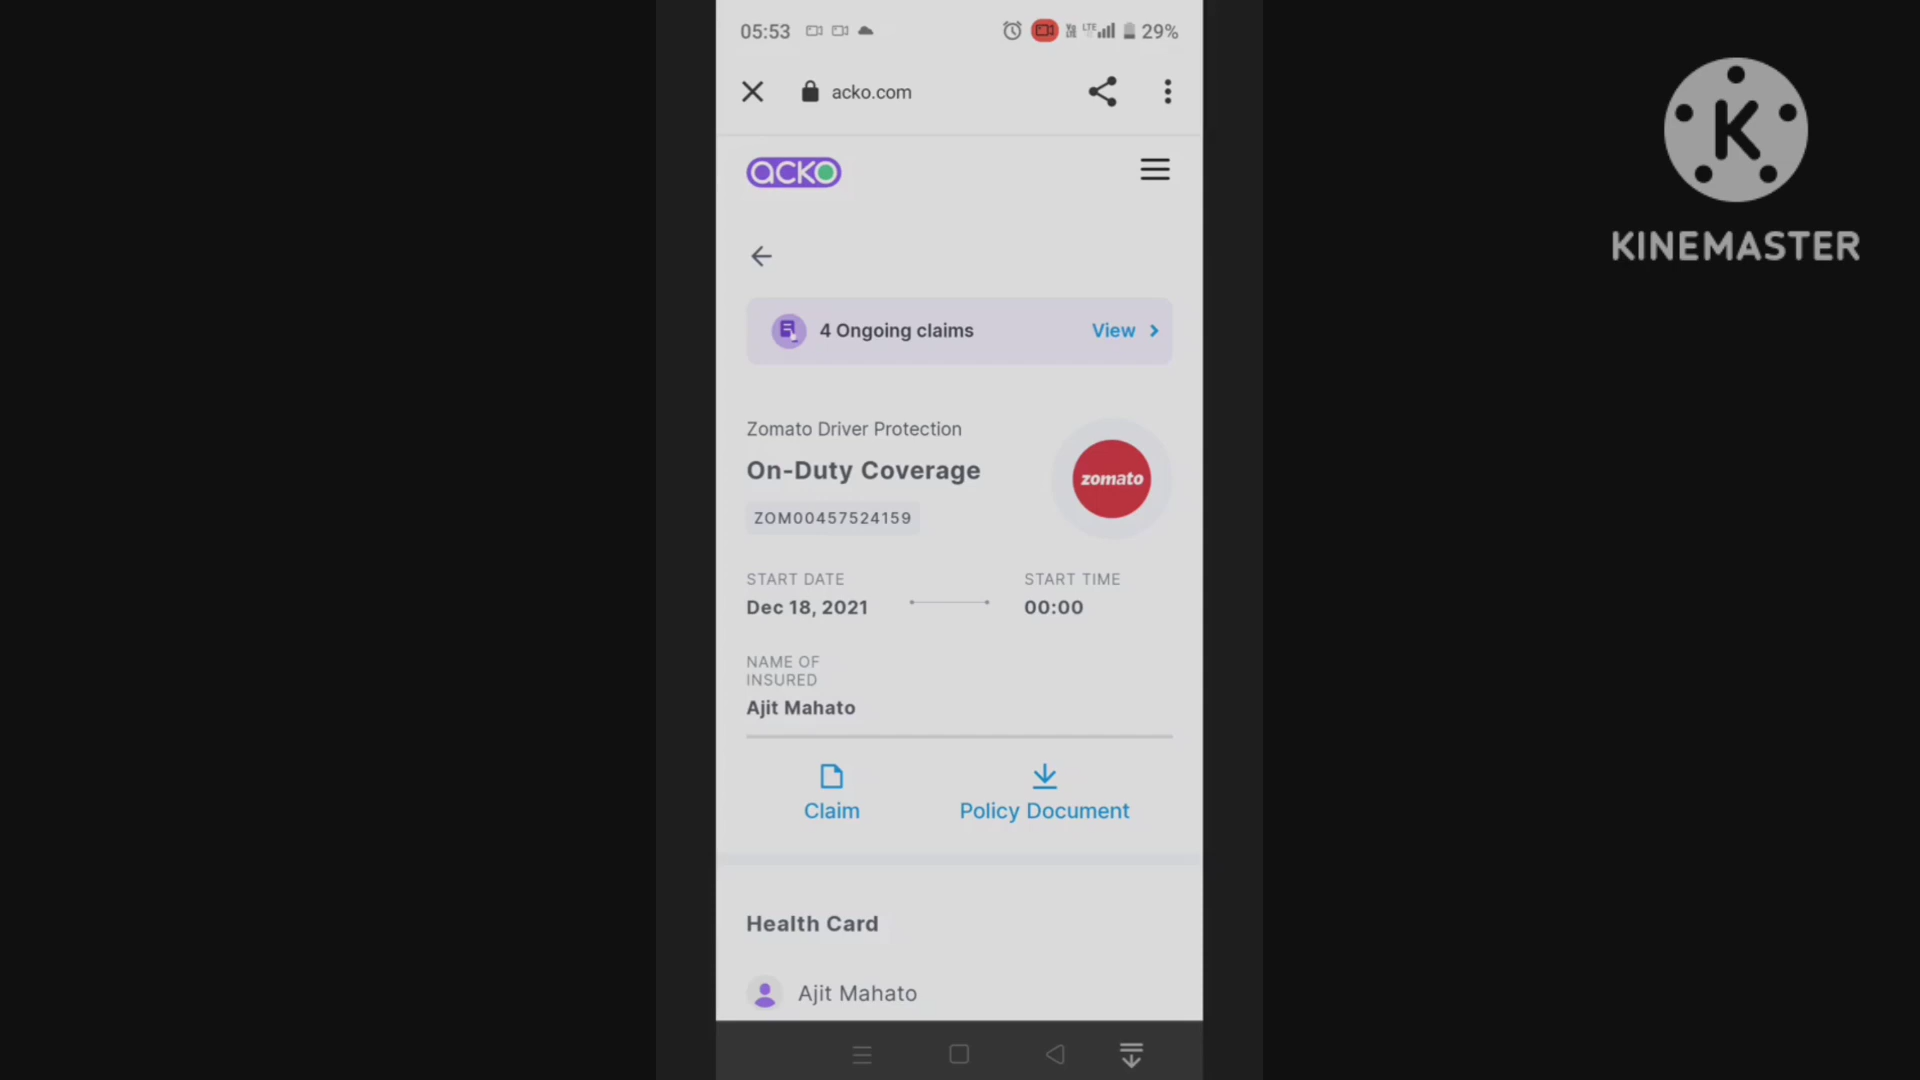 05:53
LTE
29%
acko.com
acko
4 Ongoing claims
View
Zomato Driver Protection
On-Duty Coverage
zomato
ZOM00457524159
START DATE
START TIME
Dec 18, 2021
00:00
NAME OF
INSURED
Ajit Mahato
Claim
Policy Document
Health Card
Ajit Mahato
K
KINEMASTER